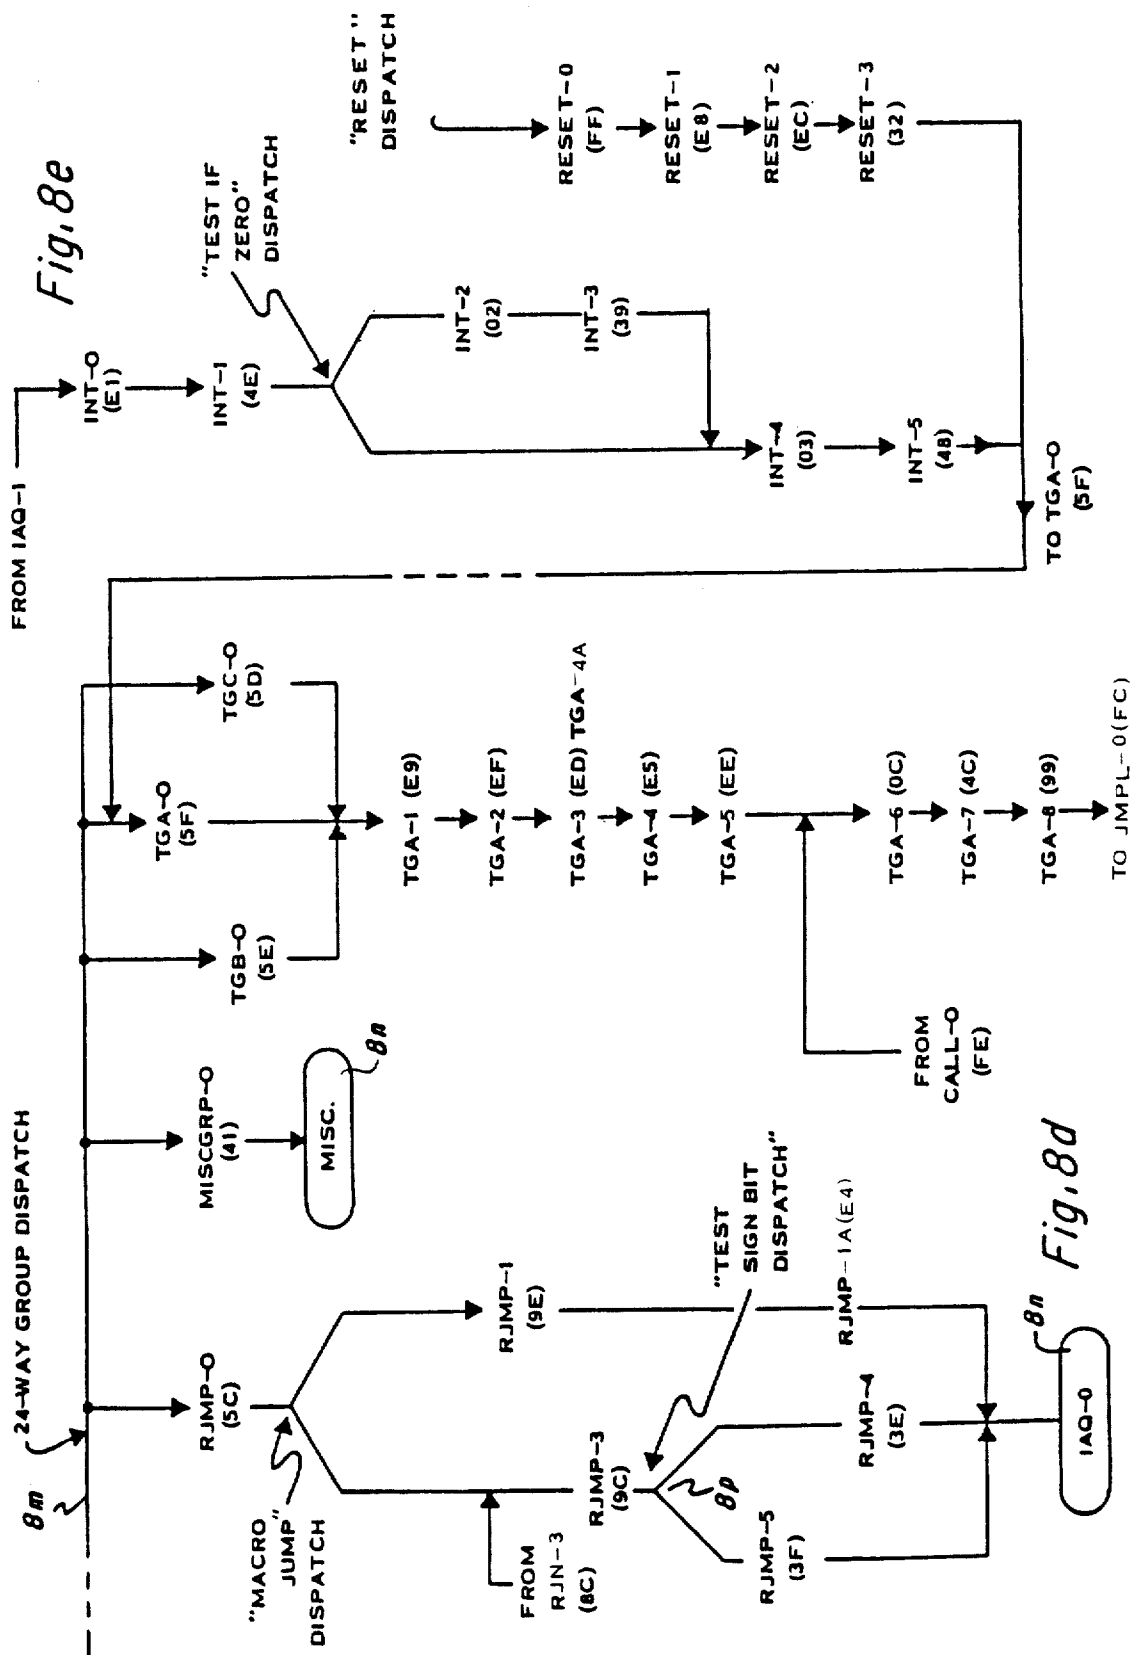 Fig. 8e
FROM IAQ-1
INT-0
(E1)
INT-1
(4E)
"TEST IF
ZERO"
DISPATCH
INT-2
(02)
INT-3
(39)
INT-4
(03)
INT-5
(48)
"RESET"
DISPATCH
RESET-0
(FF)
RESET-1
(E8)
RESET-2
(EC)
RESET-3
(32)
TO TGA-0
(5F)
8m
24-WAY GROUP DISPATCH
RJMP-0
(5C)
"MACRO
JUMP"
DISPATCH
RJMP-1
(9E)
FROM
RJN-3
(8C)
RJMP-3
(9C)
"TEST
SIGN BIT
DISPATCH"
8p
RJMP-5
(3F)
RJMP-4
(3E)
RJMP-1A(E4)
IAQ-0
8n
MISCGRP-0
(41)
MISC.
8n
TGB-0
(5E)
TGA-0
(5F)
TGC-0
(5D)
TGA-1 (E9)
TGA-2 (EF)
TGA-3 (ED) TGA-4A
TGA-4 (E5)
TGA-5 (EE)
FROM
CALL-0
(FE)
TGA-6 (0C)
TGA-7 (4C)
TGA-8 (99)
TO JMPL-0(FC)
Fig. 8d